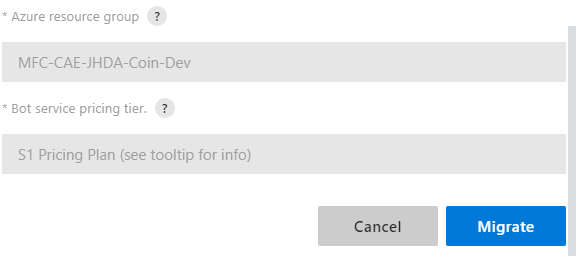 * Azure resource group ?
MFC-CAE-JHDA-Coin-Dev
* Bot service pricing tier. ?
S1 Pricing Plan (see tooltip for info)
Cancel Migrate